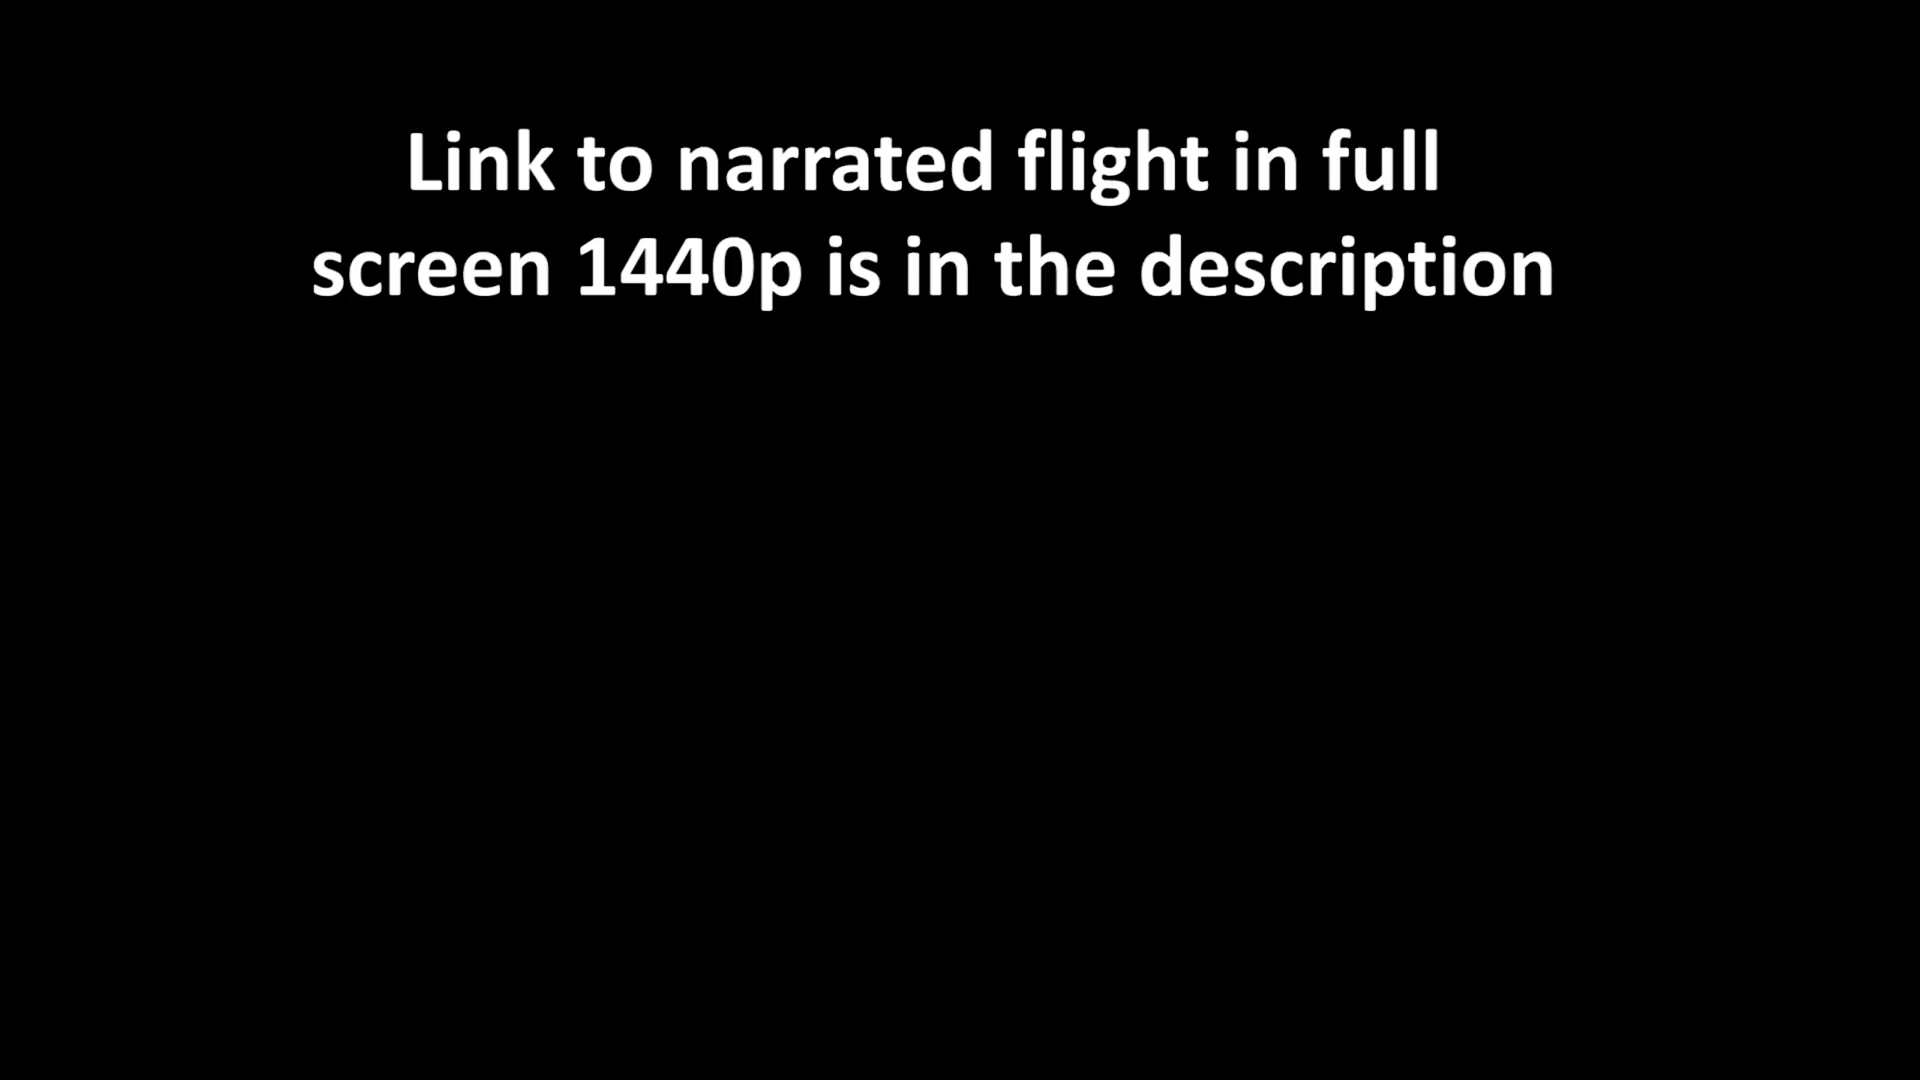 Link to narrated flight in full
screen 1440p is in the description